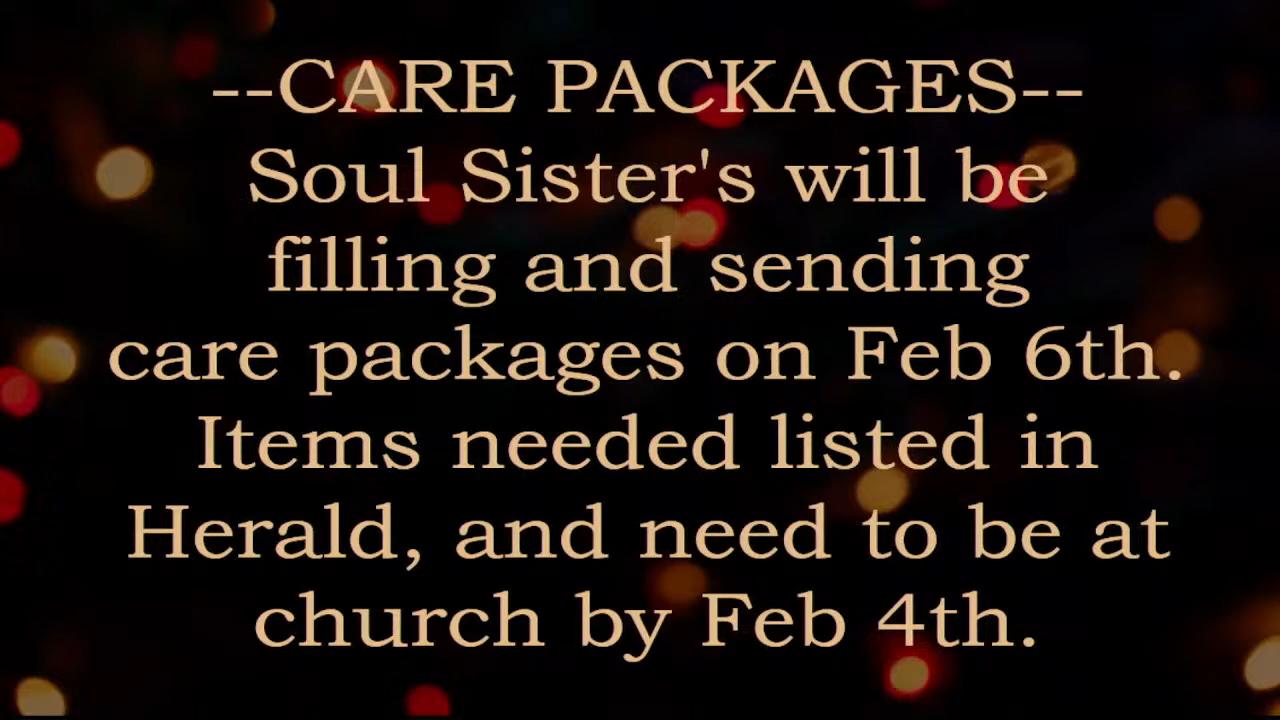 --CARE PACKAGES--
Soul Sister's will be
filling and sending
care packages on Feb 6th.
Items needed listed in
Herald, and need to be at
church by Feb 4th.